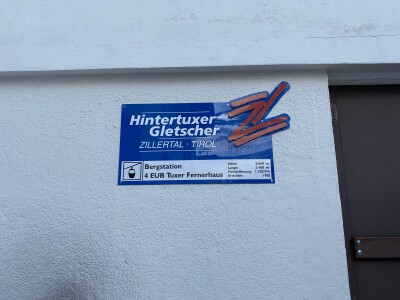 Hintertuxer
Gletscher
ZILLERTAL · TIROL
Bergstation
4 EUB Tuxer Fernerhaus